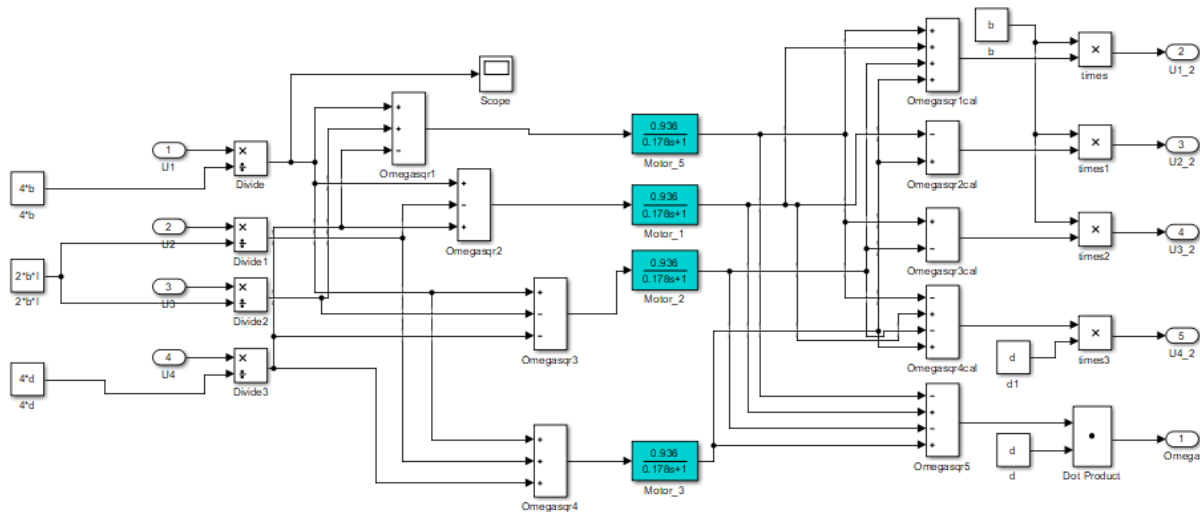 b
b
×
times
2
U1_2
Scope
+
+
+
+
Omegasqr1cal
+
+
−
Omegasqr1
0.936
0.178s+1
Motor_5
−
+
Omegasqr2cal
×
times1
3
U2_2
1
U1
×
÷
Divide
4*b
4*b
+
−
+
Omegasqr2
0.936
0.178s+1
Motor_1
+
−
Omegasqr3cal
×
times2
4
U3_2
2
U2
×
÷
Divide1
2*b*l
2*b*l
0.936
0.178s+1
Motor_2
3
U3
×
÷
Divide2
+
−
−
Omegasqr3
−
+
−
+
Omegasqr4cal
×
times3
5
U4_2
d
d1
4
U4
×
÷
Divide3
4*d
4*d
−
+
−
+
Omegasqr5
d
d
Dot Product
1
Omega
+
+
+
Omegasqr4
0.936
0.178s+1
Motor_3